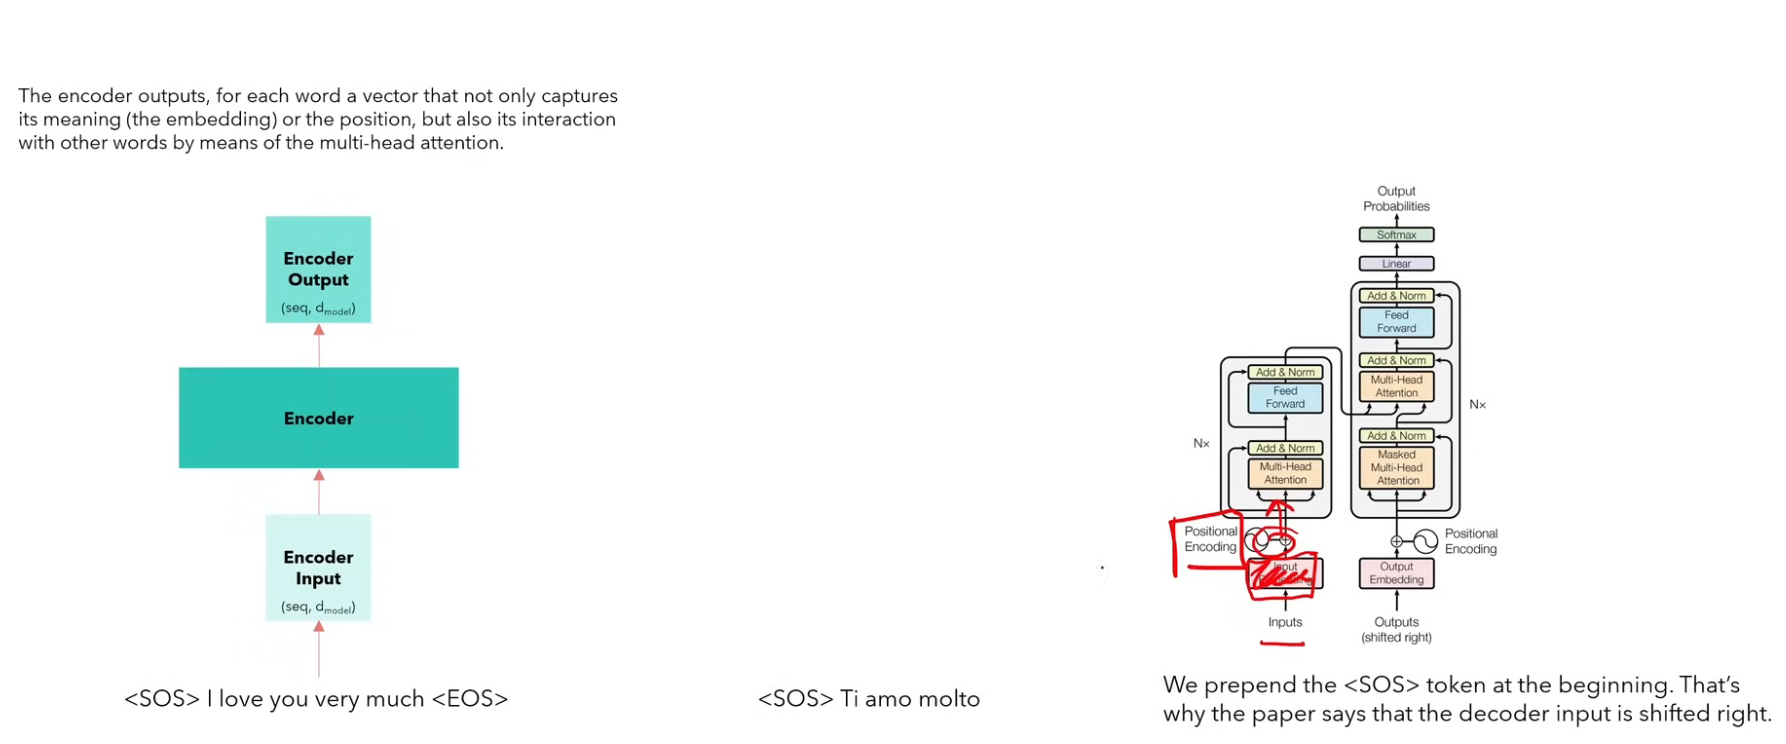 The encoder outputs, for each word a vector that not only captures
its meaning (the embedding) or the position, but also its interaction
with other words by means of the multi-head attention.
Encoder
Output
(seq, dmodel)
Encoder
Encoder
Input
(seq, dmodel)
<SOS> I love you very much <EOS>
<SOS> Ti amo molto
Output
Probabilities
Softmax
Linear
Add & Norm
Feed
Forward
Add & Norm
Multi-Head
Attention
Nx
Add & Norm
Masked
Multi-Head
Attention
Positional
Encoding
Output
Embedding
Outputs
(shifted right)
Add & Norm
Feed
Forward
Nx
Add & Norm
Multi-Head
Attention
Positional
Encoding
Input
Inputs
We prepend the <SOS> token at the beginning. That’s
why the paper says that the decoder input is shifted right.